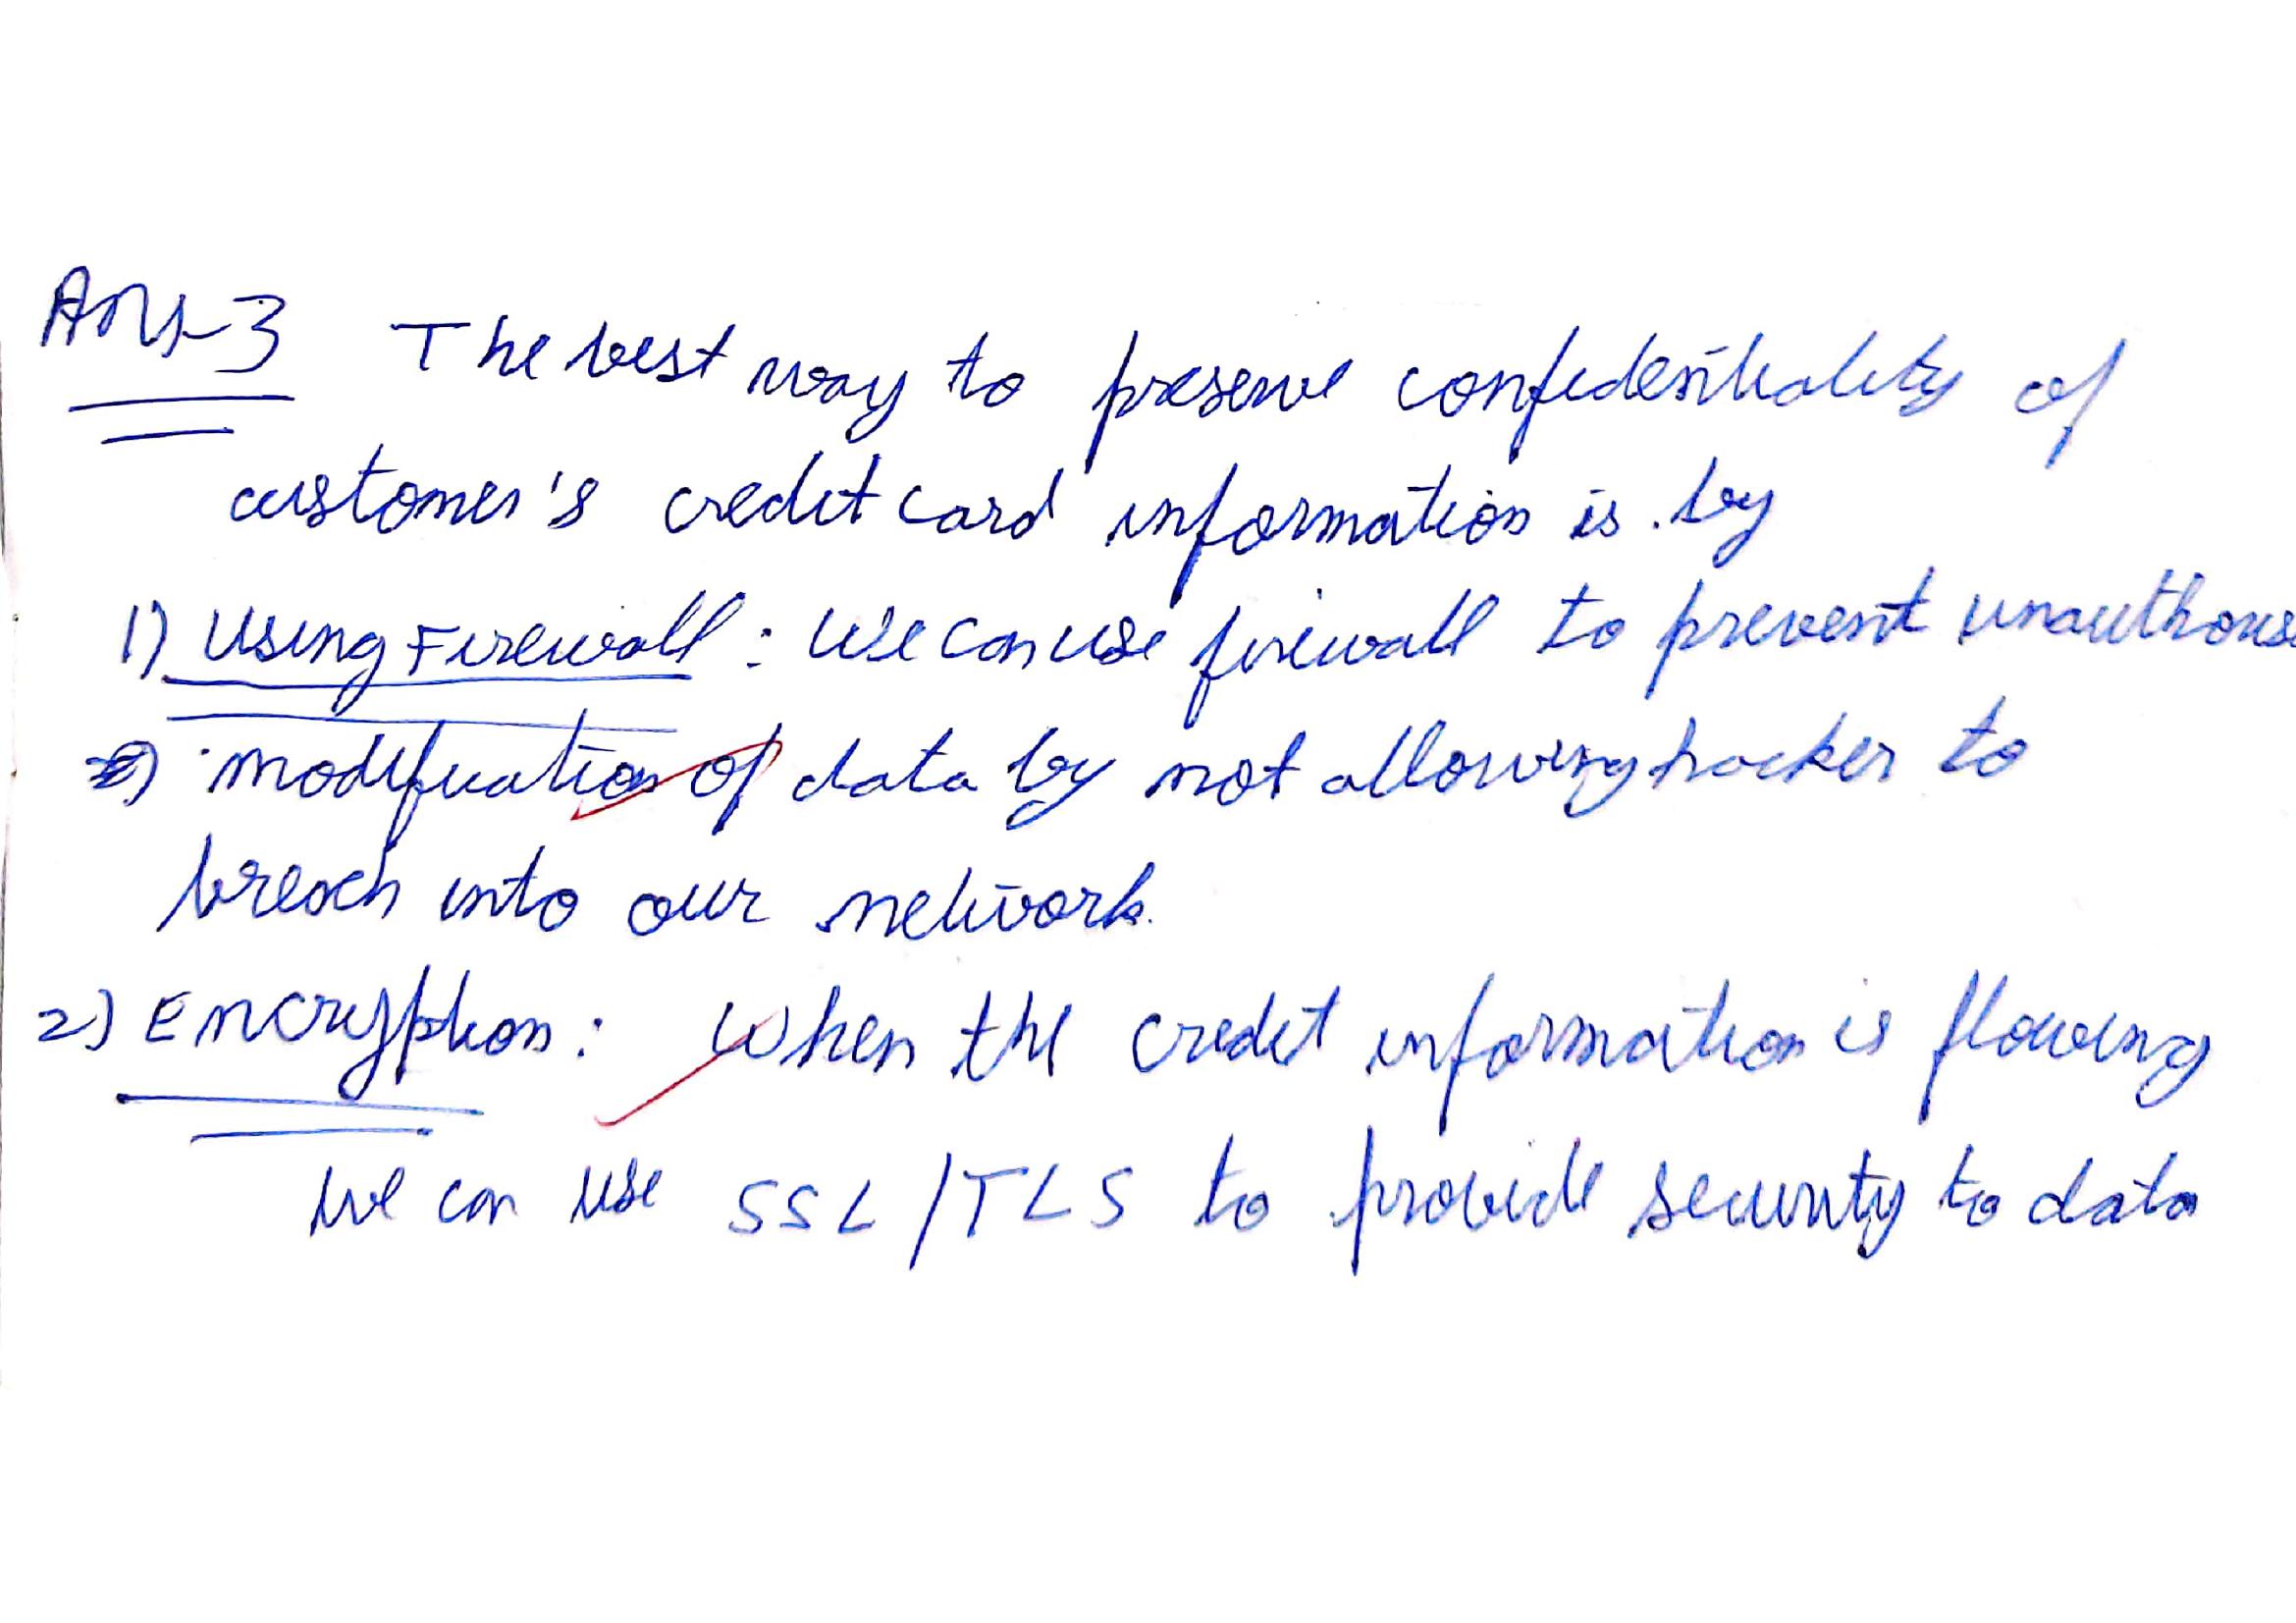 Ans-3 The best way to preserve confidentiality of
customer's credit card information is by
1) Using Firewall : We can use firewall to prevent unauthorise
modification of data by not allowing hacker to
breach into our network.
2) Encryption : When the credit information is flowing
we can use SSL/TLS to provide security to data